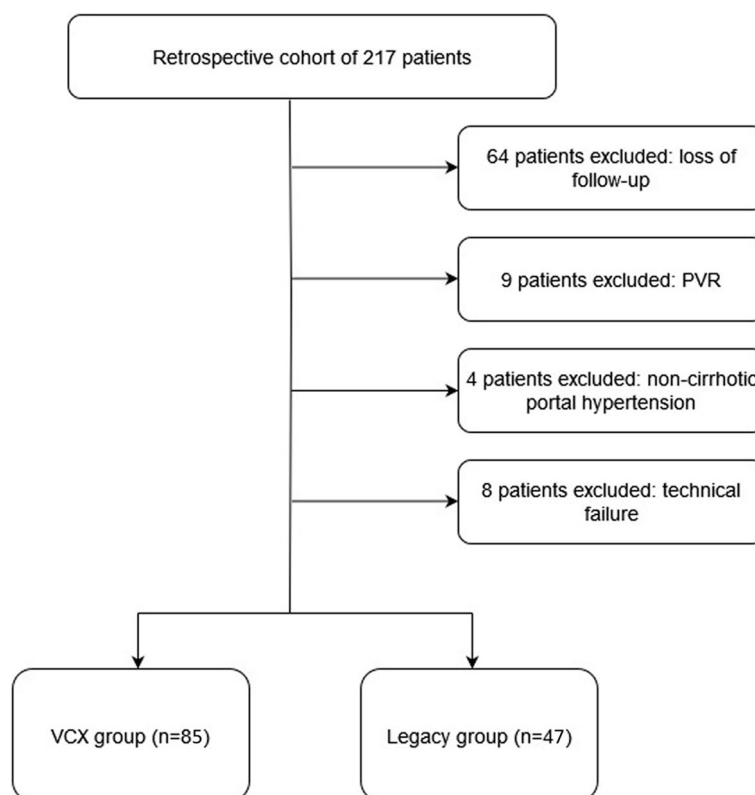 Retrospective cohort of 217 patients
64 patients excluded: loss of
follow-up
9 patients excluded: PVR
4 patients excluded: non-cirrhotic
portal hypertension
8 patients excluded: technical
failure
VCX group (n=85)
Legacy group (n=47)